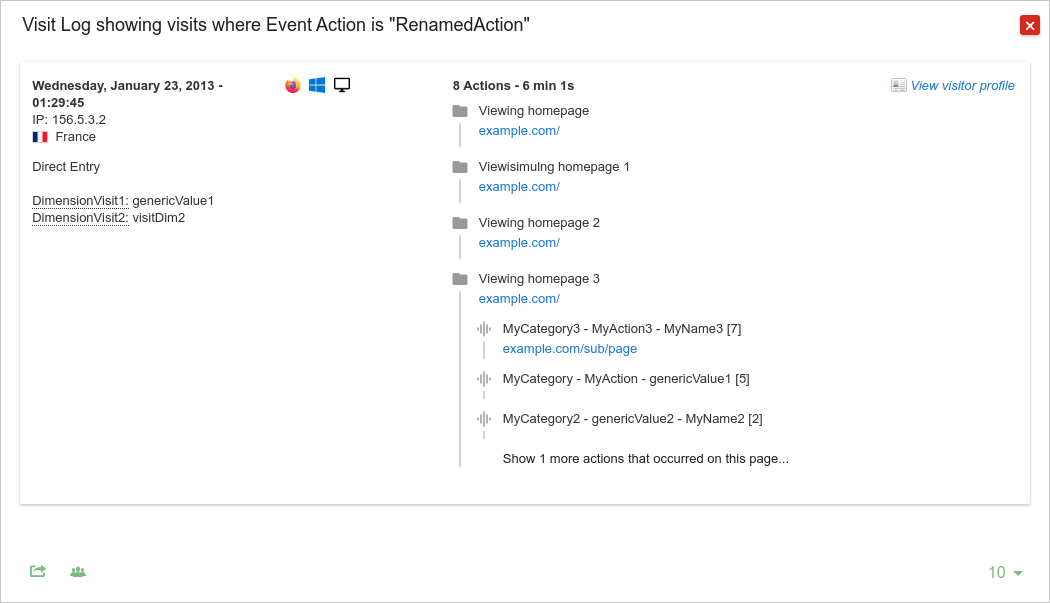 Visit Log showing visits where Event Action is "RenamedAction"
Wednesday, January 23, 2013 -
01:29:45
IP: 156.5.3.2
France
Direct Entry
DimensionVisit1: genericValue1
DimensionVisit2: visitDim2
8 Actions - 6 min 1s
View visitor profile
Viewing homepage
example.com/
Viewisimulng homepage 1
example.com/
Viewing homepage 2
example.com/
Viewing homepage 3
example.com/
MyCategory3 - MyAction3 - MyName3 [7]
example.com/sub/page
MyCategory - MyAction - genericValue1 [5]
MyCategory2 - genericValue2 - MyName2 [2]
Show 1 more actions that occurred on this page...
10